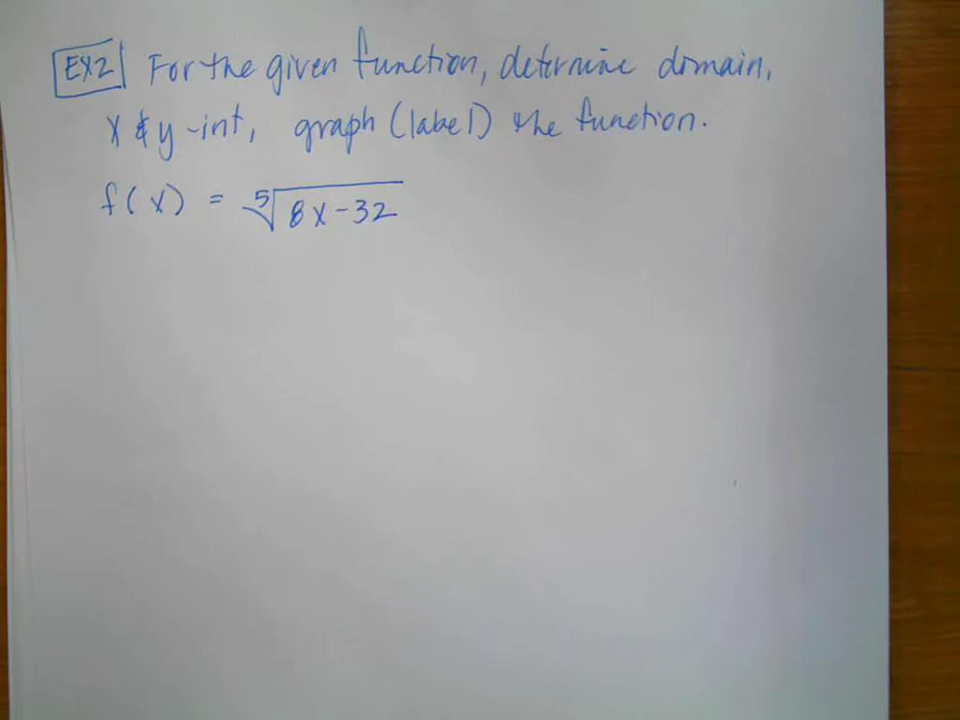 EX2 For the given function, determine domain,
x & y-int, graph (label) the function.
f(x) = ⁵√(8x-32)